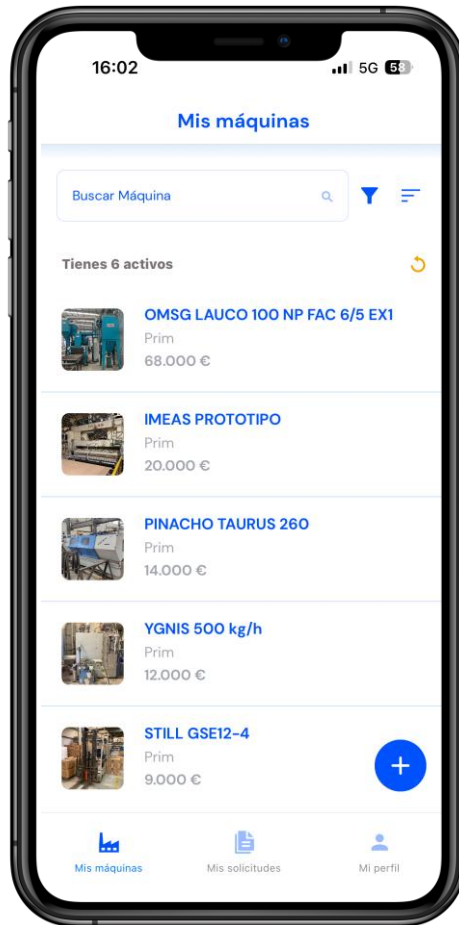 16:02
5G 58
Mis máquinas
Buscar Máquina
Tienes 6 activos
OMSG LAUCO 100 NP FAC 6/5 EX1
Prim
68.000 €
IMEAS PROTOTIPO
Prim
20.000 €
PINACHO TAURUS 260
Prim
14.000 €
YGNIS 500 kg/h
Prim
12.000 €
STILL GSE12-4
Prim
9.000 €
Mis máquinas
Mis solicitudes
Mi perfil